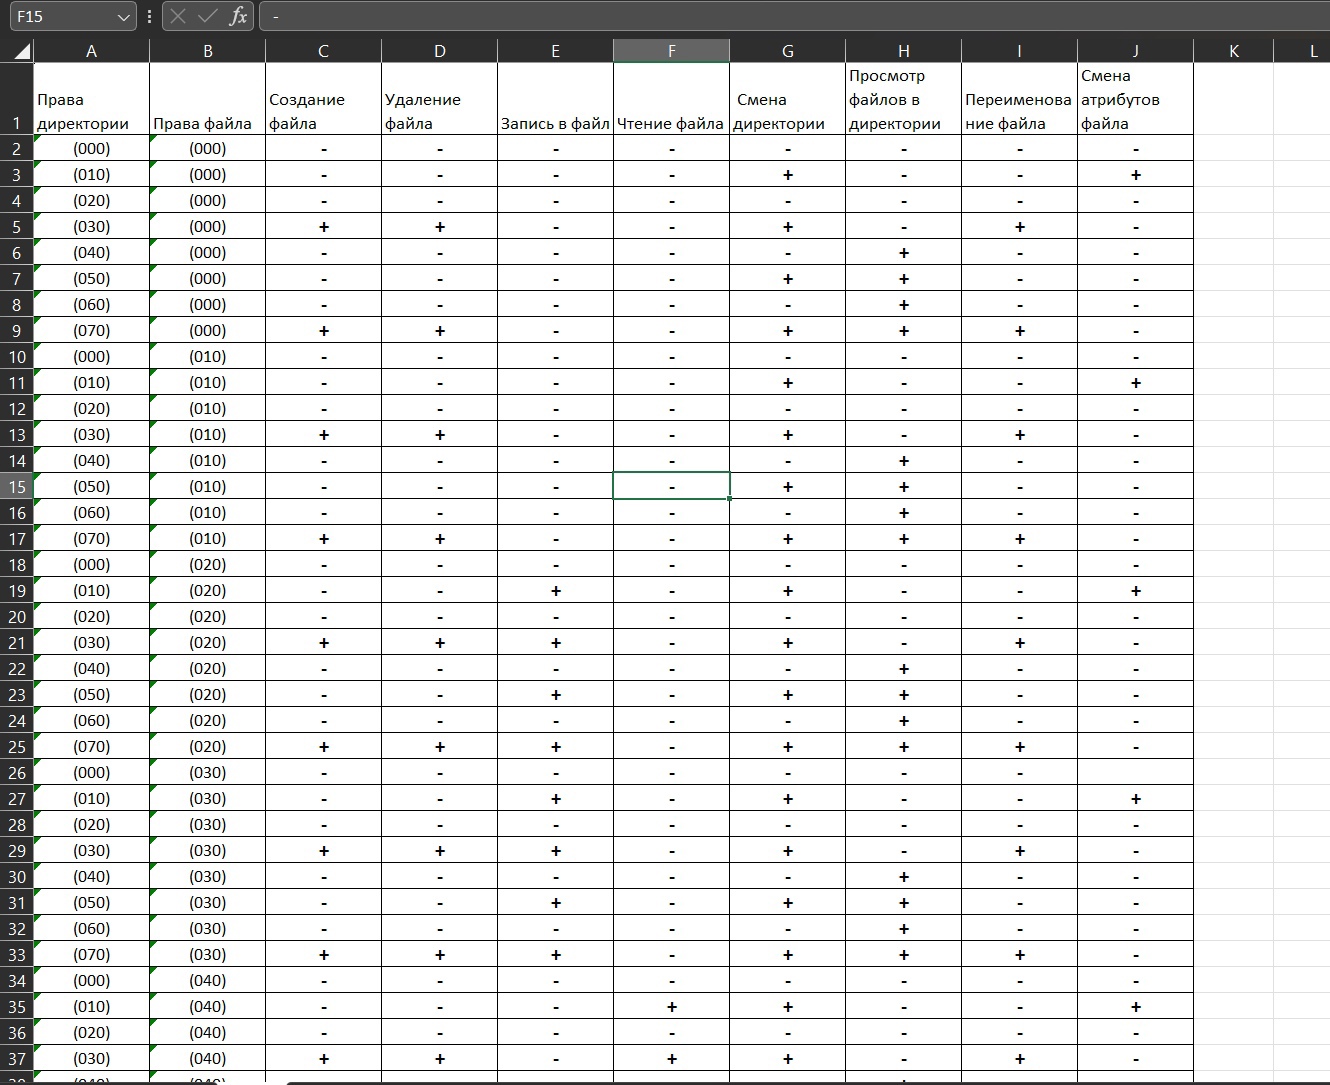 F15 fx -
A B C D E F G H I J K L
1 Права директории Права файла Создание файла Удаление файла Запись в файл Чтение файла Смена директории Просмотр файлов в директории Переименова ние файла Смена атрибутов файла
2 (000) (000) - - - - - - - -
3 (010) (000) - - - - + - - +
4 (020) (000) - - - - - - - -
5 (030) (000) + + - - + - + -
6 (040) (000) - - - - - + - -
7 (050) (000) - - - - + + - -
8 (060) (000) - - - - - + - -
9 (070) (000) + + - - + + + -
10 (000) (010) - - - - - - - -
11 (010) (010) - - - - + - - +
12 (020) (010) - - - - - - - -
13 (030) (010) + + - - + - + -
14 (040) (010) - - - - - + - -
15 (050) (010) - - - - + + - -
16 (060) (010) - - - - - + - -
17 (070) (010) + + - - + + + -
18 (000) (020) - - - - - - - -
19 (010) (020) - - + - + - - +
20 (020) (020) - - - - - - - -
21 (030) (020) + + + - + - + -
22 (040) (020) - - - - - + - -
23 (050) (020) - - + - + + - -
24 (060) (020) - - - - - + - -
25 (070) (020) + + + - + + + -
26 (000) (030) - - - - - - -
27 (010) (030) - - + - + - - +
28 (020) (030) - - - - - - - -
29 (030) (030) + + + - + - + -
30 (040) (030) - - - - - + - -
31 (050) (030) - - + - + + - -
32 (060) (030) - - - - - + - -
33 (070) (030) + + + - + + + -
34 (000) (040) - - - - - - - -
35 (010) (040) - - - + + - - +
36 (020) (040) - - - - - - - -
37 (030) (040) + + - + + - + -